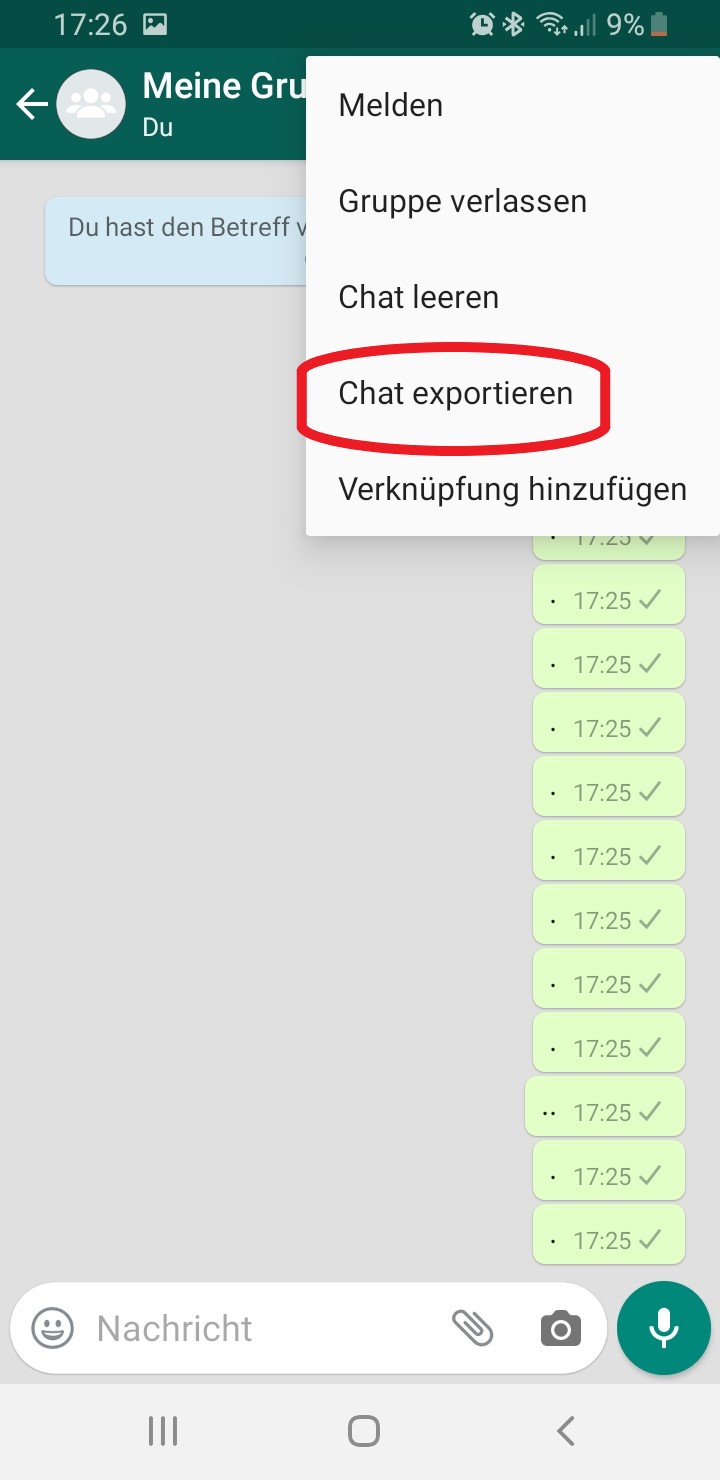 17:26
9%
Meine Gru
Du
Melden
Gruppe verlassen
Chat leeren
Chat exportieren
Verknüpfung hinzufügen
Du hast den Betreff
. 17:25
. 17:25
. 17:25
. 17:25
. 17:25
. 17:25
. 17:25
. 17:25
. 17:25
.. 17:25
. 17:25
. 17:25
Nachricht